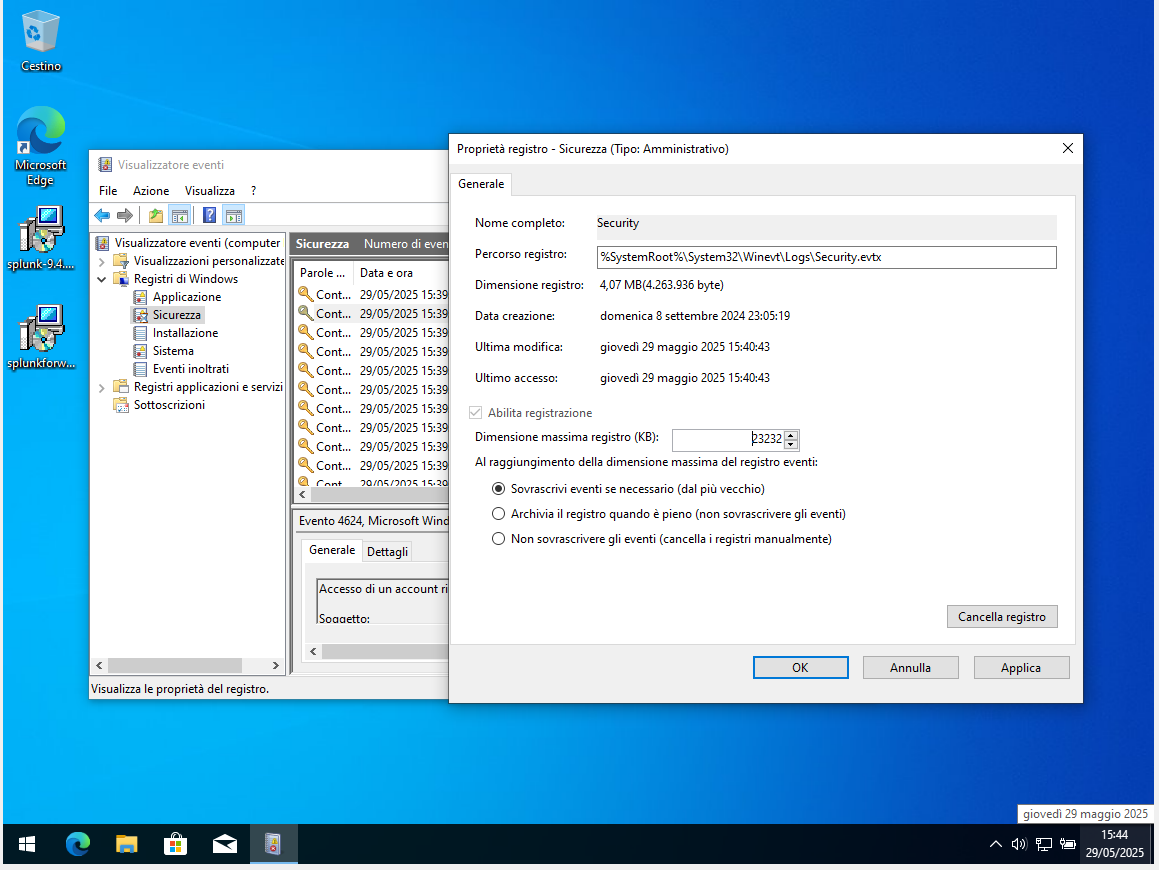 Cestino
Microsoft
Edge
splunk-9.4....
splunkforw...
Visualizzatore eventi
File Azione Visualizza ?
Visualizzatore eventi (computer
Visualizzazioni personalizzate
Registri di Windows
Applicazione
Sicurezza
Installazione
Sistema
Eventi inoltrati
Registri applicazioni e servizi
Sottoscrizioni
Sicurezza Numero di even
Parole ... Data e ora
Cont... 29/05/2025 15:39
Cont... 29/05/2025 15:39
Cont... 29/05/2025 15:39
Cont... 29/05/2025 15:39
Cont... 29/05/2025 15:39
Cont... 29/05/2025 15:39
Cont... 29/05/2025 15:39
Cont... 29/05/2025 15:39
Cont... 29/05/2025 15:39
Cont... 29/05/2025 15:39
Cont... 29/05/2025 15:39
Evento 4624, Microsoft Wind
Generale Dettagli
Accesso di un account ri
Soggetto:
Visualizza le proprietà del registro.
Proprietà registro - Sicurezza (Tipo: Amministrativo)
Generale
Nome completo: Security
Percorso registro: %SystemRoot%\System32\Winevt\Logs\Security.evtx
Dimensione registro: 4,07 MB(4.263.936 byte)
Data creazione: domenica 8 settembre 2024 23:05:19
Ultima modifica: giovedì 29 maggio 2025 15:40:43
Ultimo accesso: giovedì 29 maggio 2025 15:40:43
Abilita registrazione
Dimensione massima registro (KB): 23232
Al raggiungimento della dimensione massima del registro eventi:
Sovrascrivi eventi se necessario (dal più vecchio)
Archivia il registro quando è pieno (non sovrascrivere gli eventi)
Non sovrascrivere gli eventi (cancella i registri manualmente)
Cancella registro
OK Annulla Applica
giovedì 29 maggio 2025
15:44
29/05/2025